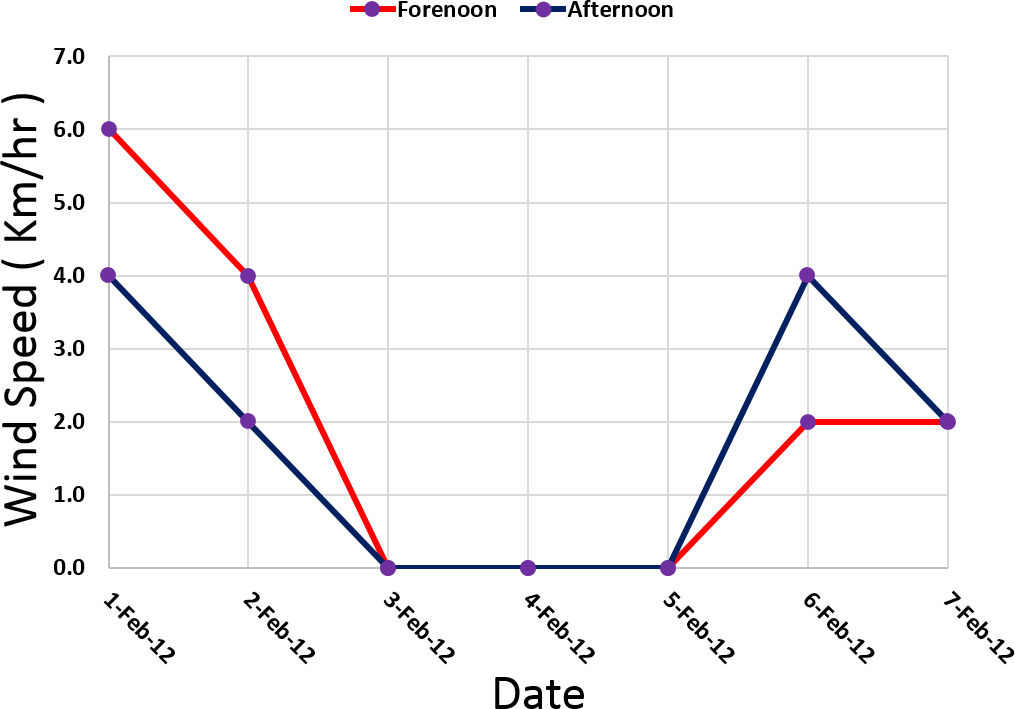 Forenoon Afternoon
7.0
6.0
5.0
4.0
3.0
2.0
1.0
0.0
Wind Speed ( Km/hr )
1-Feb-12 2-Feb-12 3-Feb-12 4-Feb-12 5-Feb-12 6-Feb-12 7-Feb-12
Date